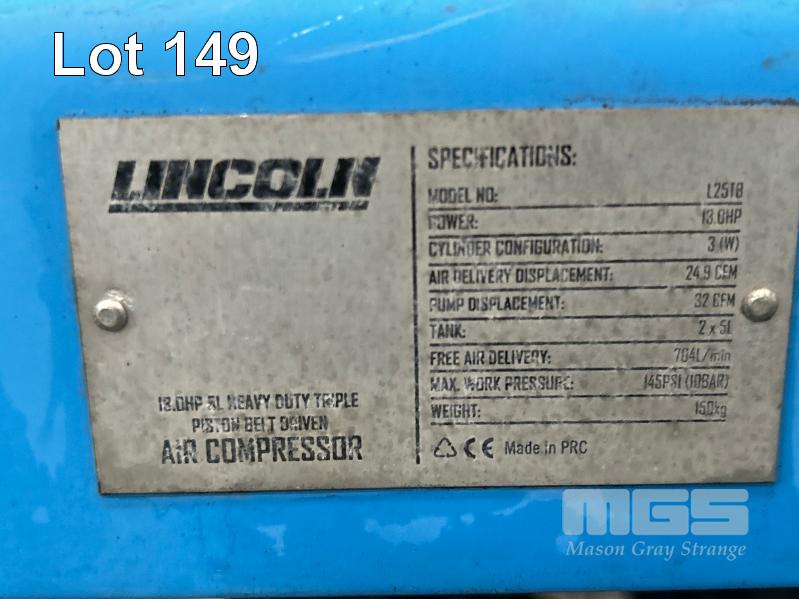 Lot 149
LINCOLN
PRODUCTION
13.0HP 5L HEAVY DUTY TRIPLE
PISTON BELT DRIVEN
AIR COMPRESSOR
SPECIFICATIONS:
MODEL NO: L25TB
POWER: 13.0HP
CYLINDER CONFIGURATION: 3 (W)
AIR DELIVERY DISPLACEMENT: 24.9 CFM
PUMP DISPLACEMENT: 32 CFM
TANK: 2 x 5L
FREE AIR DELIVERY: 704L/min
MAX. WORK PRESSURE: 145PSI (10BAR)
WEIGHT: 150kg
CE Made in PRC
MGS
Mason Gray Strange